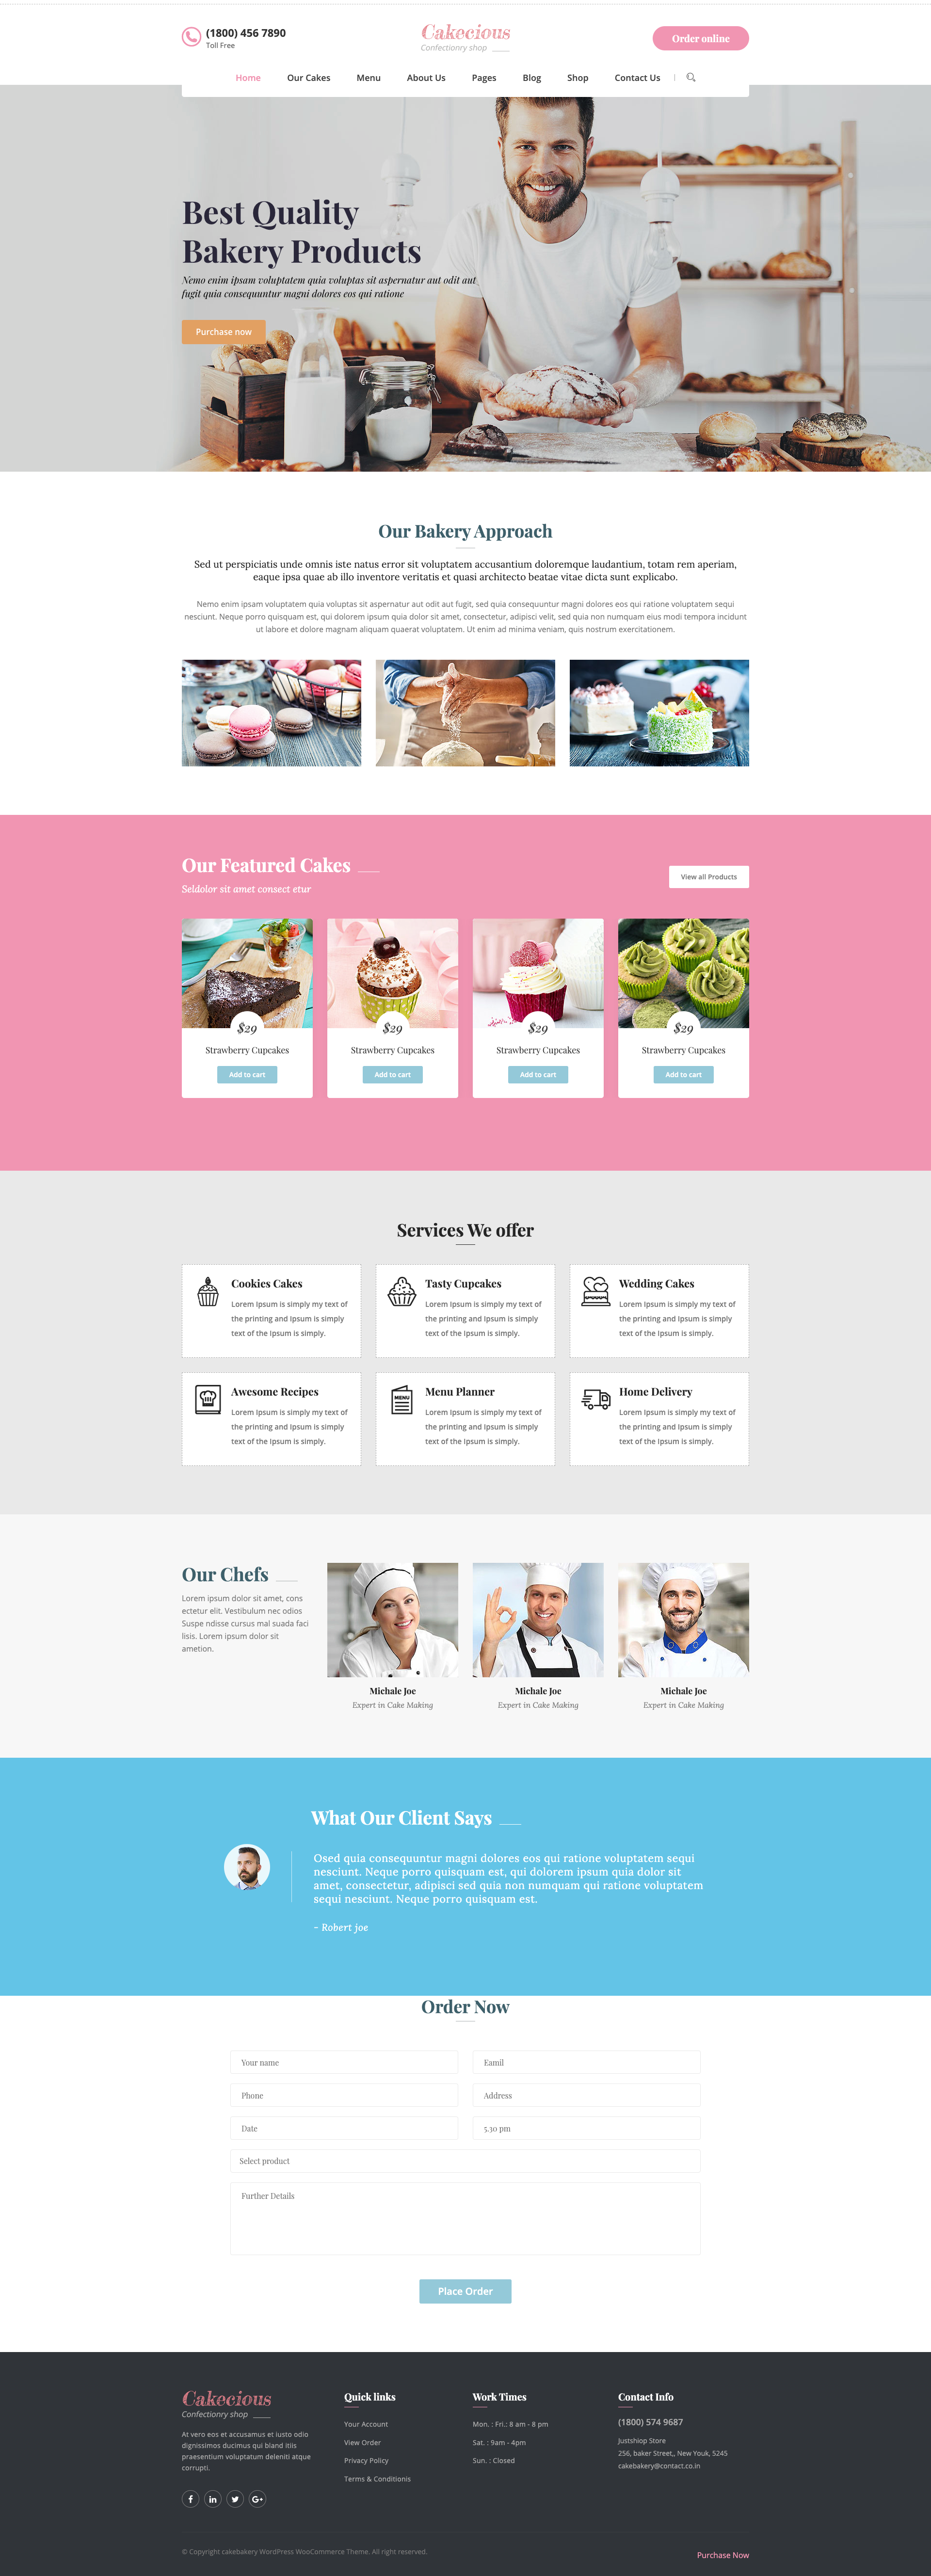 (1800) 456 7890
Toll Free
Cakecious
Confectionry shop
Order online
Home
Our Cakes
Menu
About Us
Pages
Blog
Shop
Contact Us
Best Quality
Bakery Products
Nemo enim ipsam voluptatem quia voluptas sit aspernatur aut odit aut
fugit quia consequuntur magni dolores eos qui ratione
Purchase now
Our Bakery Approach
Sed ut perspiciatis unde omnis iste natus error sit voluptatem accusantium doloremque laudantium, totam rem aperiam,
eaque ipsa quae ab illo inventore veritatis et quasi architecto beatae vitae dicta sunt explicabo.
Nemo enim ipsam voluptatem quia voluptas sit aspernatur aut odit aut fugit, sed quia consequuntur magni dolores eos qui ratione voluptatem sequi
nesciunt. Neque porro quisquam est, qui dolorem ipsum quia dolor sit amet, consectetur, adipisci velit, sed quia non numquam eius modi tempora incidunt
ut labore et dolore magnam aliquam quaerat voluptatem. Ut enim ad minima veniam, quis nostrum exercitationem.
Our Featured Cakes
Seldolor sit amet consect etur
View all Products
$29
Strawberry Cupcakes
Add to cart
$29
Strawberry Cupcakes
Add to cart
$29
Strawberry Cupcakes
Add to cart
$29
Strawberry Cupcakes
Add to cart
Services We offer
Cookies Cakes
Lorem Ipsum is simply my text of
the printing and Ipsum is simply
text of the Ipsum is simply.
Tasty Cupcakes
Lorem Ipsum is simply my text of
the printing and Ipsum is simply
text of the Ipsum is simply.
Wedding Cakes
Lorem Ipsum is simply my text of
the printing and Ipsum is simply
text of the Ipsum is simply.
Awesome Recipes
Lorem Ipsum is simply my text of
the printing and Ipsum is simply
text of the Ipsum is simply.
MENU
Menu Planner
Lorem Ipsum is simply my text of
the printing and Ipsum is simply
text of the Ipsum is simply.
Home Delivery
Lorem Ipsum is simply my text of
the printing and Ipsum is simply
text of the Ipsum is simply.
Our Chefs
Lorem ipsum dolor sit amet, cons
ectetur elit. Vestibulum nec odios
Suspe ndisse cursus mal suada faci
lisis. Lorem ipsum dolor sit
ametion.
Michale Joe
Expert in Cake Making
Michale Joe
Expert in Cake Making
Michale Joe
Expert in Cake Making
What Our Client Says
Osed quia consequuntur magni dolores eos qui ratione voluptatem sequi
nesciunt. Neque porro quisquam est, qui dolorem ipsum quia dolor sit
amet, consectetur, adipisci sed quia non numquam qui ratione voluptatem
sequi nesciunt. Neque porro quisquam est.
– Robert joe
Order Now
Your name
Eamil
Phone
Address
Date
5.30 pm
Select product
Further Details
Place Order
Cakecious
Confectionry shop
At vero eos et accusamus et iusto odio
dignissimos ducimus qui bland itiis
praesentium voluptatum deleniti atque
corrupti.
Quick links
Your Account
View Order
Privacy Policy
Terms & Conditionis
Work Times
Mon. : Fri.: 8 am - 8 pm
Sat. : 9am - 4pm
Sun. : Closed
Contact Info
(1800) 574 9687
Justshiop Store
256, baker Street,, New Youk, 5245
cakebakery@contact.co.in
© Copyright cakebakery WordPress WooCommerce Theme. All right reserved.
Purchase Now